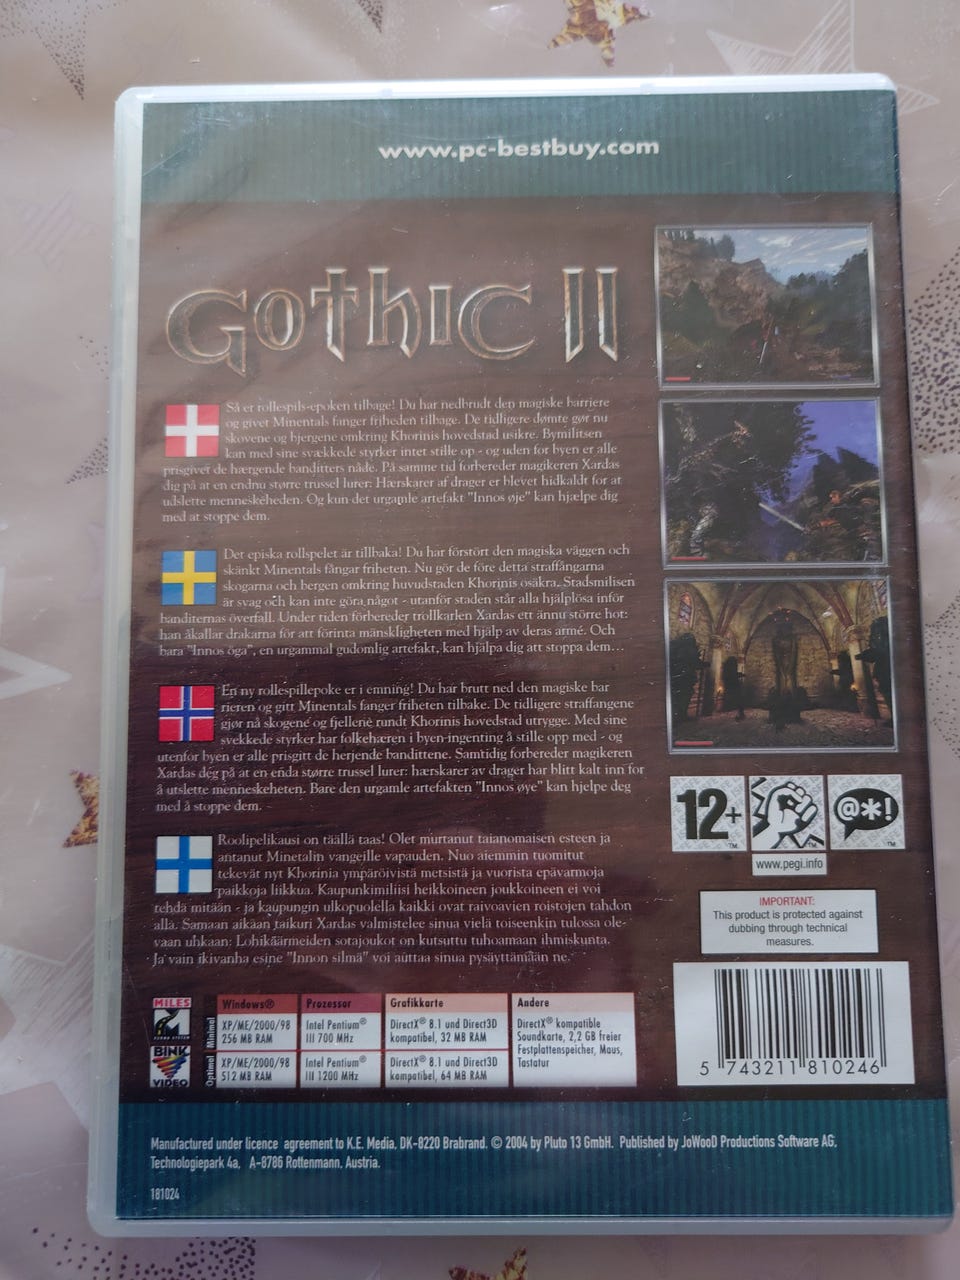 www.pc-bestbuy.com
GOTHIC II
Så er rollespils-epoken tilbage! Du har nedbrudt den magiske barriere
og givet Minentals fanger friheden tilbage. De tidligere dømte gør nu
skovene og bjergene omkring Khorinis hovedstad usikre. Bymilitsen
kan med sine svækkede styrker intet stille op - og uden for byen er alle
prisgivet de hærgende banditters nåde. På samme tid forbereder magikeren Xardas
dig på at en endnu større trussel lurer: Hærskarer af drager er blevet hidkaldt for at
udslette menneskeheden. Og kun det urgamle artefakt "Innos øje" kan hjælpe dig
med at stoppe dem.
Det episka rollspelet är tillbaka! Du har förstört den magiska väggen och
skänkt Minentals fångar friheten. Nu gör de före detta straffångarna
skogarna och bergen omkring huvudstaden Khorinis osäkra. Stadsmilisen
är svag och kan inte göra något - utanför staden står alla hjälplösa inför
banditernas överfall. Under tiden förbereder trollkarlen Xardas ett ännu större hot:
han åkallar drakarna för att förinta mänskligheten med hjälp av deras armé. Och
bara "Innos öga", en urgammal gudomlig artefakt, kan hjälpa dig att stoppa dem...
En ny rollespillepoke er i emning! Du har brutt ned den magiske bar
rieren og gitt Minentals fanger friheten tilbake. De tidligere straffangene
gjør nå skogene og fjellene rundt Khorinis hovedstad utrygge. Med sine
svekkede styrker har folkehæren i byen ingenting å stille opp med - og
utenfor byen er alle prisgitt de herjende bandittene. Samtidig forbereder magikeren
Xardas deg på at en enda større trussel lurer: hærskarer av drager har blitt kalt inn for
å utslette menneskeheten. Bare den urgamle artefakten "Innos øye" kan hjelpe deg
med å stoppe dem.
Roolipelikausi on täällä taas! Olet murtanut taianomaisen esteen ja
antanut Minetalin vangeille vapauden. Nuo aiemmin tuomitut
tekevät nyt Khorinia ympäröivistä metsistä ja vuorista epävarmoja
paikkoja liikkua. Kaupunkimiliisi heikkoineen joukkoineen ei voi
tehdä mitään - ja kaupungin ulkopuolella kaikki ovat raivoavien roistojen tahdon
alla. Samaan aikaan taikuri Xardas valmistelee sinua vielä toiseenkin tulossa ole-
vaan uhkaan: Lohikäärmeiden sotajoukot on kutsuttu tuhoamaan ihmiskunta.
Ja vain ikivanha esine "Innon silmä" voi auttaa sinua pysäyttämään ne.
12+
@*!
www.pegi.info
IMPORTANT:
This product is protected against
dubbing through technical
measures.
MILES
SOUND SYSTEM
BINK
VIDEO
Windows® Prozessor Grafikkarte Andere
Minimal
XP/ME/2000/98
256 MB RAM
Intel Pentium®
III 700 MHz
DirectX® 8.1 und Direct3D
kompatibel, 32 MB RAM
DirectX® kompatible
Soundkarte, 2,2 GB freier
Festplattenspeicher, Maus,
Tastatur
Optimal
XP/ME/2000/98
512 MB RAM
Intel Pentium®
III 1200 MHz
DirectX® 8.1 und Direct3D
kompatibel, 64 MB RAM
5 743211 810246
Manufactured under licence agreement to K.E. Media, DK-8220 Brabrand. © 2004 by Pluto 13 GmbH. Published by JoWooD Productions Software AG,
Technologiepark 4a, A-8786 Rottenmann, Austria.
181024